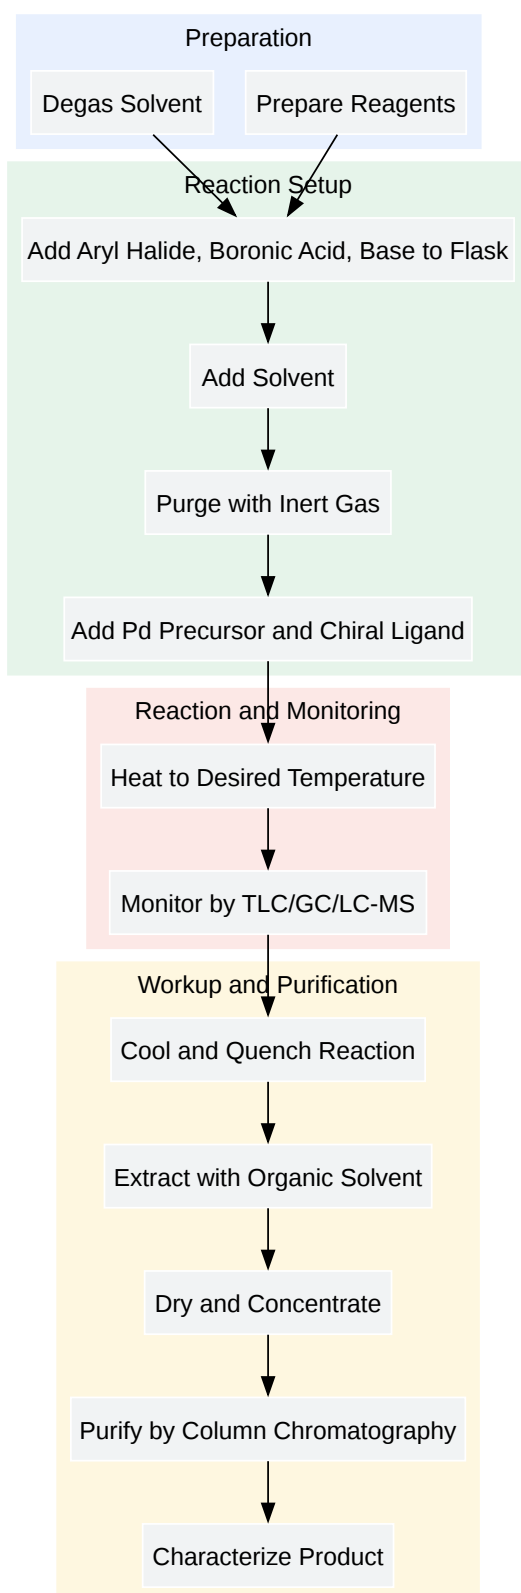 Preparation
Degas Solvent
Prepare Reagents
Reaction Setup
Add Aryl Halide, Boronic Acid, Base to Flask
Add Solvent
Purge with Inert Gas
Add Pd Precursor and Chiral Ligand
Reaction and Monitoring
Heat to Desired Temperature
Monitor by TLC/GC/LC-MS
Workup and Purification
Cool and Quench Reaction
Extract with Organic Solvent
Dry and Concentrate
Purify by Column Chromatography
Characterize Product